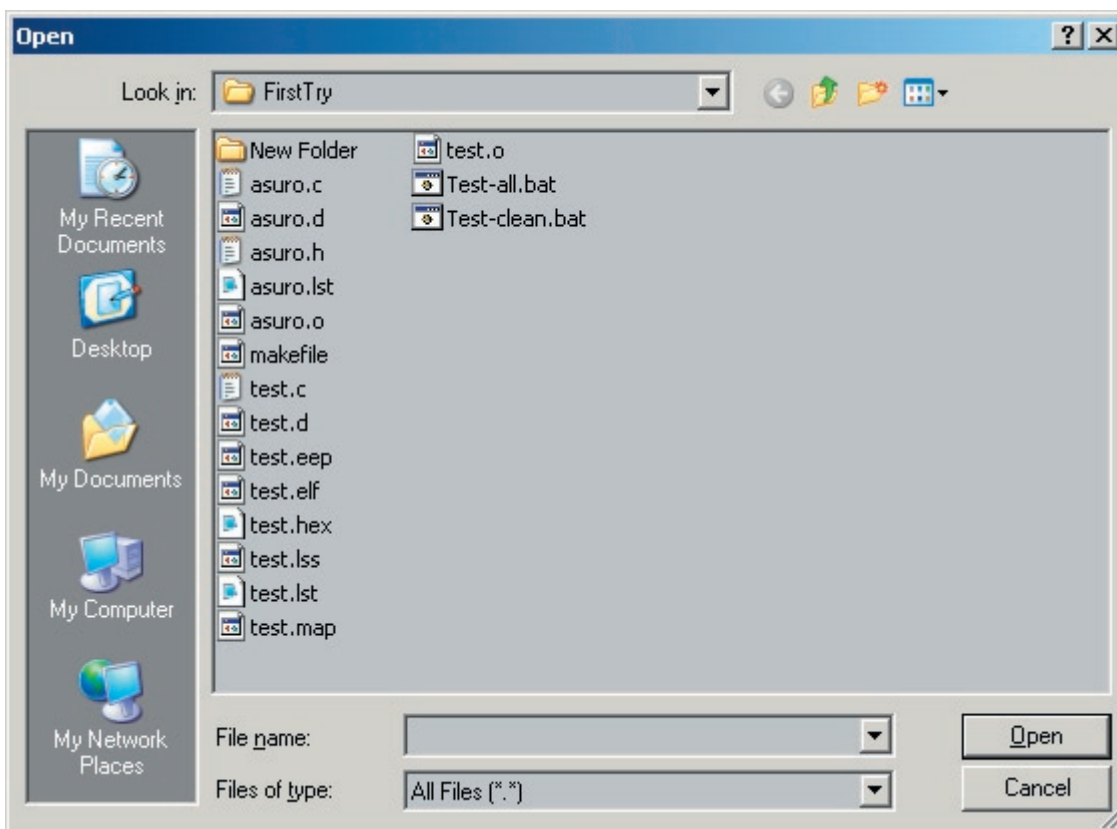 Open
Look in: FirstTry
My Recent
Documents
Desktop
My Documents
My Computer
My Network
Places
New Folder
asuro.c
asuro.d
asuro.h
asuro.lst
asuro.o
makefile
test.c
test.d
test.eep
test.elf
test.hex
test.lss
test.lst
test.map
test.o
Test-all.bat
Test-clean.bat
File name:
Open
Files of type: All Files (*.*)
Cancel